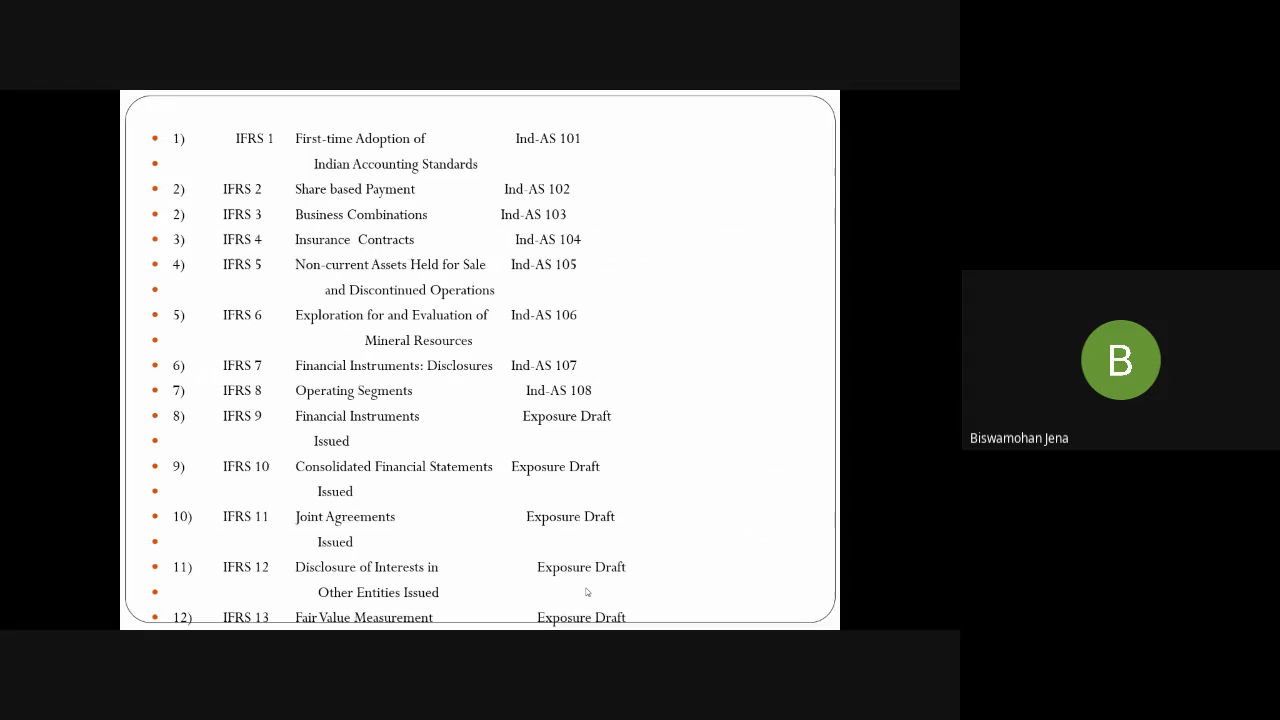 1) IFRS 1 First-time Adoption of Ind-AS 101
Indian Accounting Standards
2) IFRS 2 Share based Payment Ind-AS 102
2) IFRS 3 Business Combinations Ind-AS 103
3) IFRS 4 Insurance Contracts Ind-AS 104
4) IFRS 5 Non-current Assets Held for Sale Ind-AS 105
and Discontinued Operations
5) IFRS 6 Exploration for and Evaluation of Ind-AS 106
Mineral Resources
6) IFRS 7 Financial Instruments: Disclosures Ind-AS 107
7) IFRS 8 Operating Segments Ind-AS 108
8) IFRS 9 Financial Instruments Exposure Draft
Issued
9) IFRS 10 Consolidated Financial Statements Exposure Draft
Issued
10) IFRS 11 Joint Agreements Exposure Draft
Issued
11) IFRS 12 Disclosure of Interests in Exposure Draft
Other Entities Issued
12) IFRS 13 Fair Value Measurement Exposure Draft
B
Biswamohan Jena